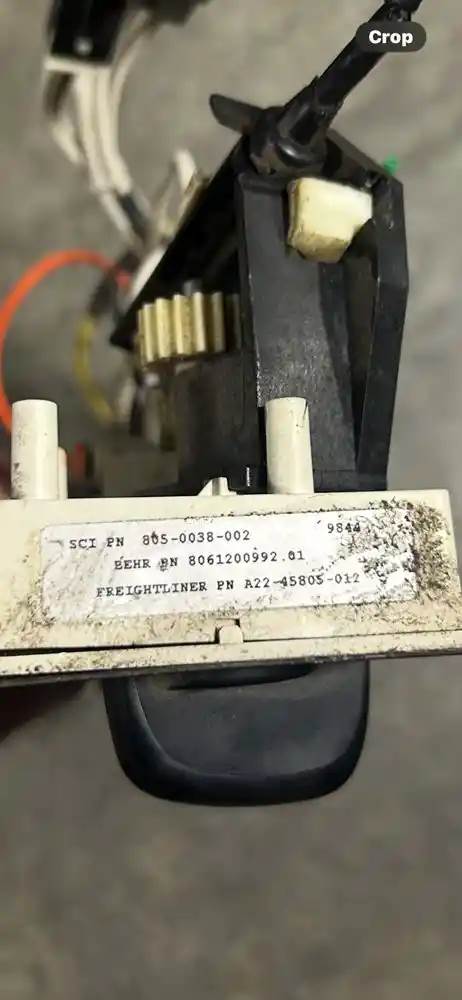 Crop
SCI PN 805-0038-002 9844
BEHR PN 8061200992.01
FREIGHTLINER PN A22-45805-012